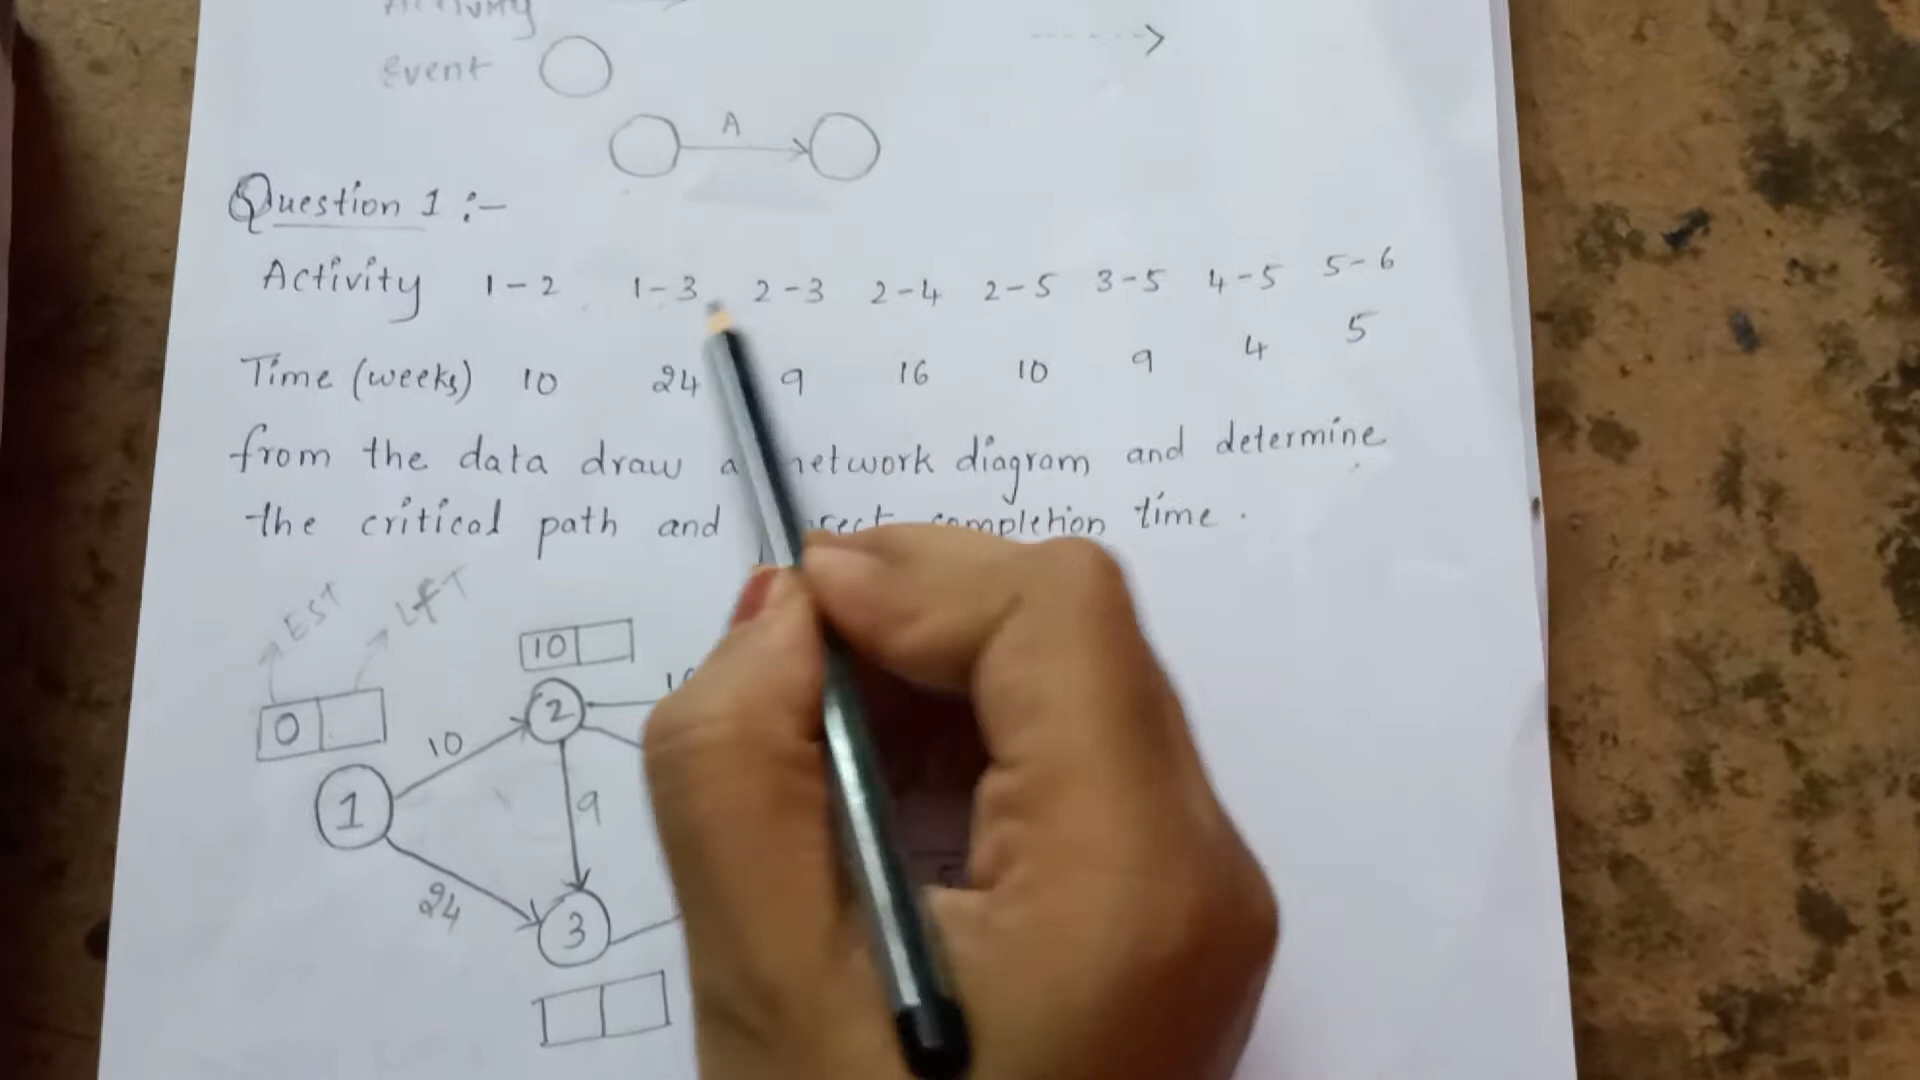 Activity
Event
A
Question 1 :-
Activity 1-2 1-3 2-3 2-4 2-5 3-5 4-5 5-6
Time (weeks) 10 24 9 16 10 9 4 5
from the data draw a network diagram and determine
the critical path and completion time.
EST LFT
10
0
10 2
1 9
24 3